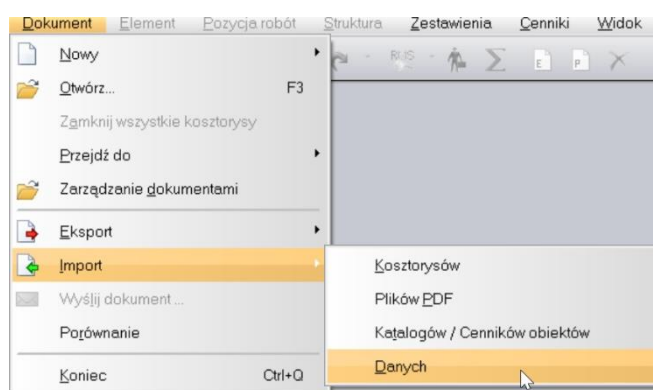 Dokument Element Pozycja robót Struktura Zestawienia Cenniki Widok
Nowy
RMS
Σ
E
P
Otwórz... F3
Zamknij wszystkie kosztorysy
Przejdź do
Zarządzanie dokumentami
Eksport
Import
Kosztorysów
Wyślij dokument ...
Plików PDF
Porównanie
Katalogów / Cenników obiektów
Koniec Ctrl+Q
Danych